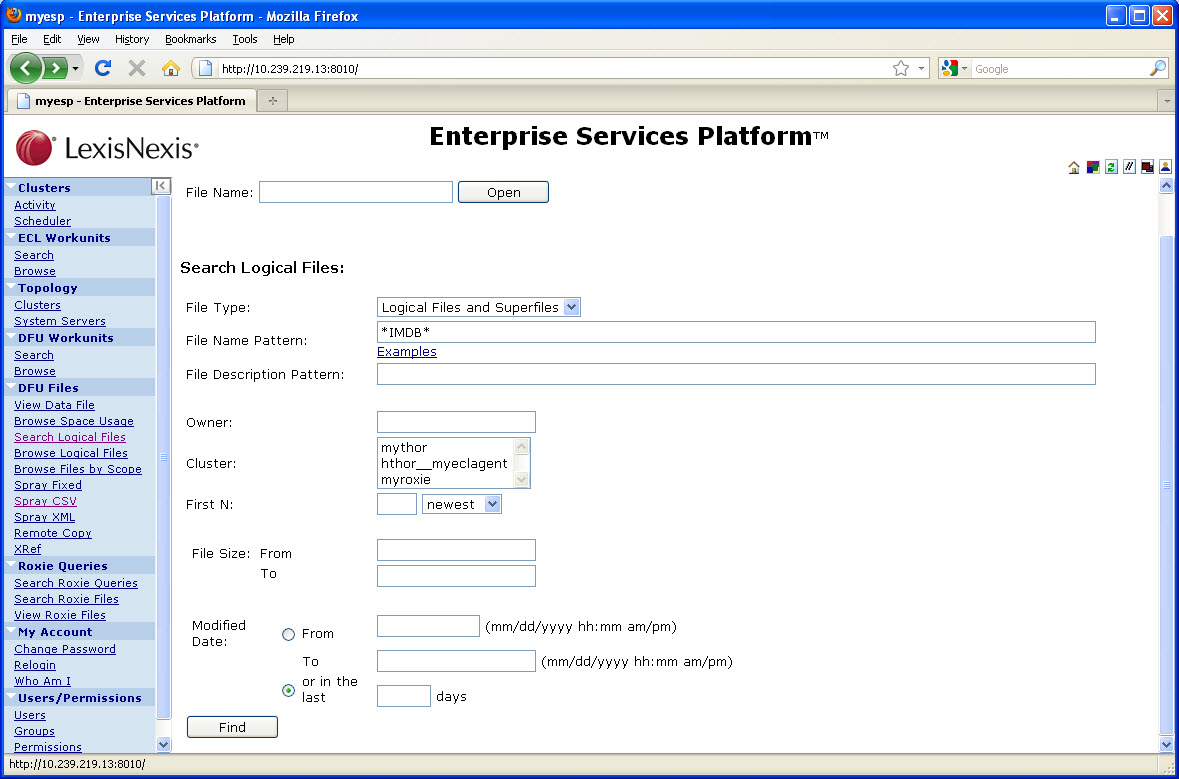 myesp - Enterprise Services Platform - Mozilla Firefox
File Edit View History Bookmarks Tools Help
http://10.239.219.13:8010/
Google
myesp - Enterprise Services Platform
LexisNexis
Enterprise Services Platform™
Clusters
Activity
Scheduler
ECL Workunits
Search
Browse
Topology
Clusters
System Servers
DFU Workunits
Search
Browse
DFU Files
View Data File
Browse Space Usage
Search Logical Files
Browse Logical Files
Browse Files by Scope
Spray Fixed
Spray CSV
Spray XML
Remote Copy
XRef
Roxie Queries
Search Roxie Queries
Search Roxie Files
View Roxie Files
My Account
Change Password
Relogin
Who Am I
Users/Permissions
Users
Groups
Permissions
File Name: Open
Search Logical Files:
File Type: Logical Files and Superfiles
File Name Pattern: *IMDB*
Examples
File Description Pattern:
Owner:
Cluster: mythor
hthor__myeclagent
myroxie
First N: newest
File Size: From
To
Modified Date: From (mm/dd/yyyy hh:mm am/pm)
To (mm/dd/yyyy hh:mm am/pm)
or in the last days
Find
http://10.239.219.13:8010/